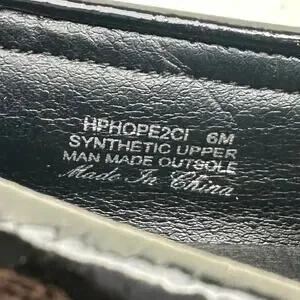 HPHOPE2CI 6M
SYNTHETIC UPPER
MAN MADE OUTSOLE
Made In China